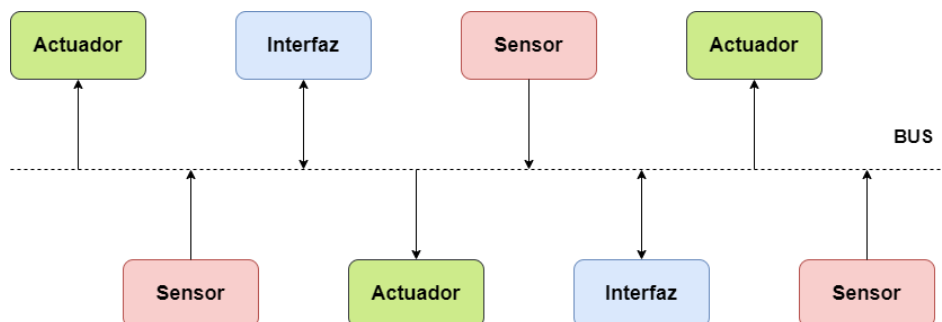 Actuador
Interfaz
Sensor
Actuador
BUS
Sensor
Actuador
Interfaz
Sensor